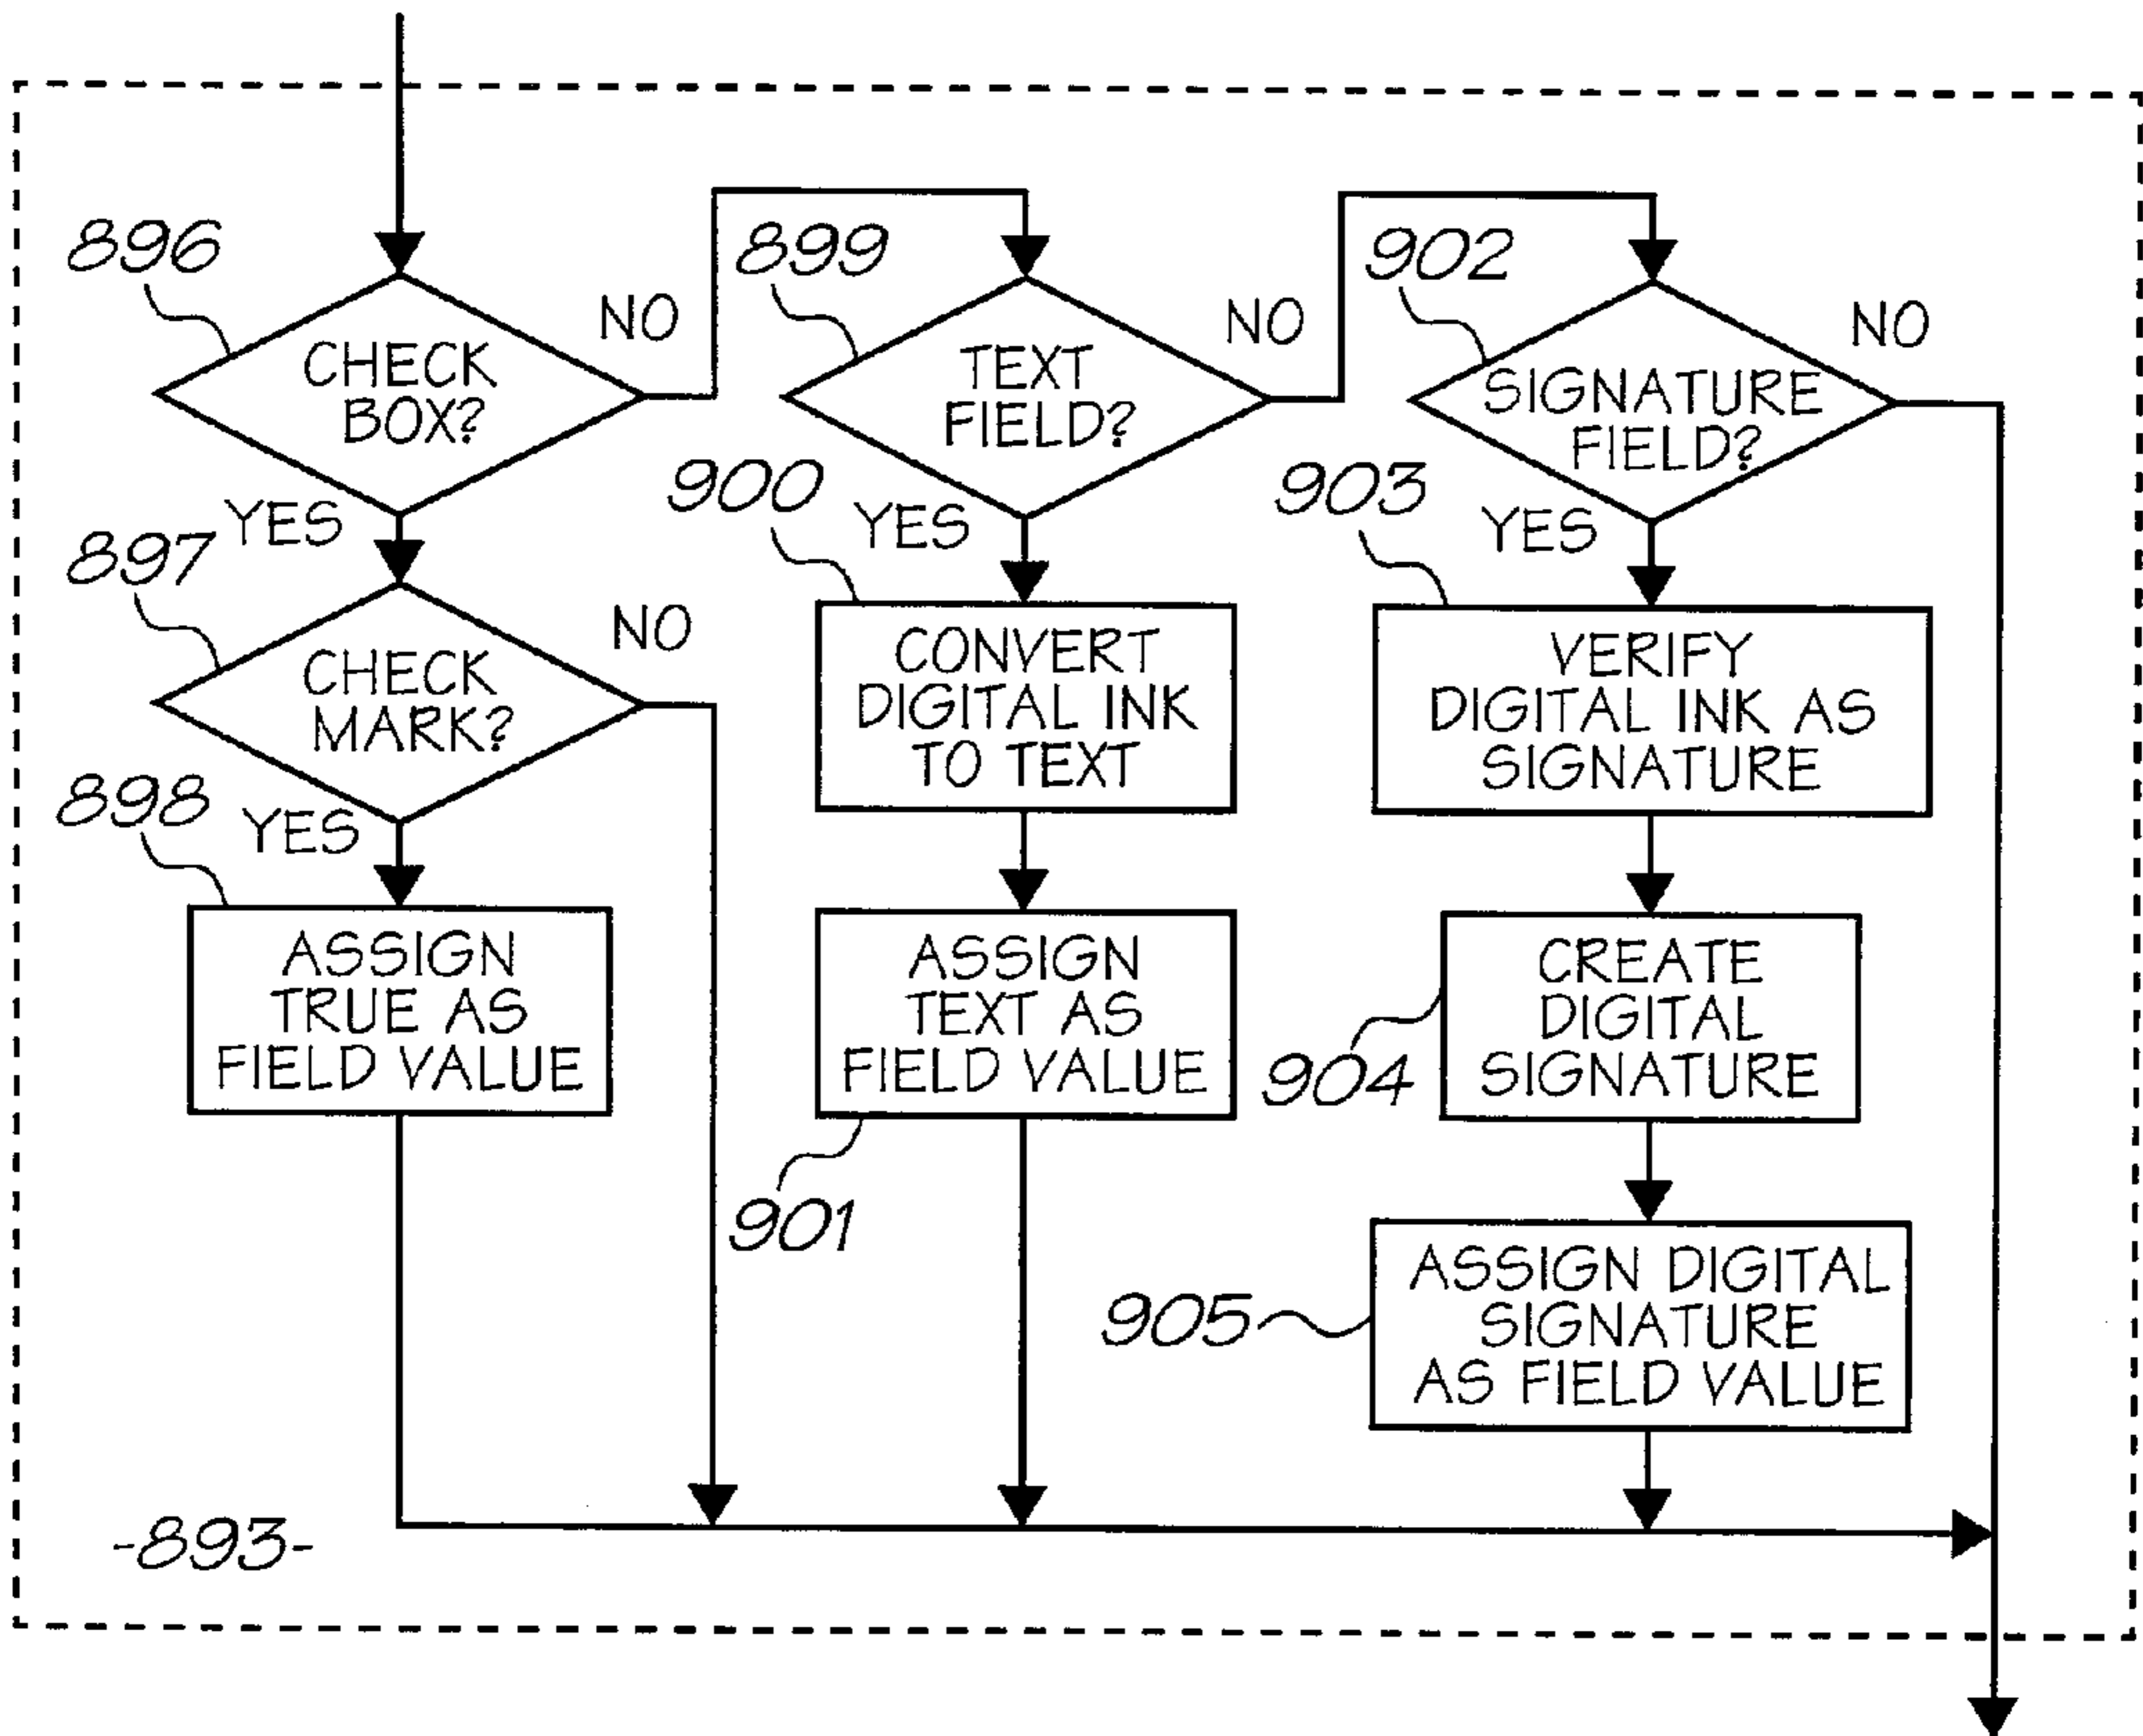 896
CHECK
BOX?
NO
YES
897
CHECK
MARK?
NO
YES
898
ASSIGN
TRUE AS
FIELD VALUE
899
TEXT
FIELD?
NO
YES
900
CONVERT
DIGITAL INK
TO TEXT
ASSIGN
TEXT AS
FIELD VALUE
901
902
SIGNATURE
FIELD?
NO
YES
903
VERIFY
DIGITAL INK AS
SIGNATURE
CREATE
DIGITAL
SIGNATURE
904
ASSIGN DIGITAL
SIGNATURE
AS FIELD VALUE
905
-893-